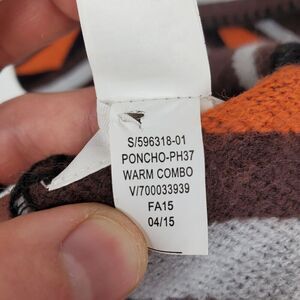 S/596318-01
PONCHO-PH37
WARM COMBO
V/700033939
FA15
04/15